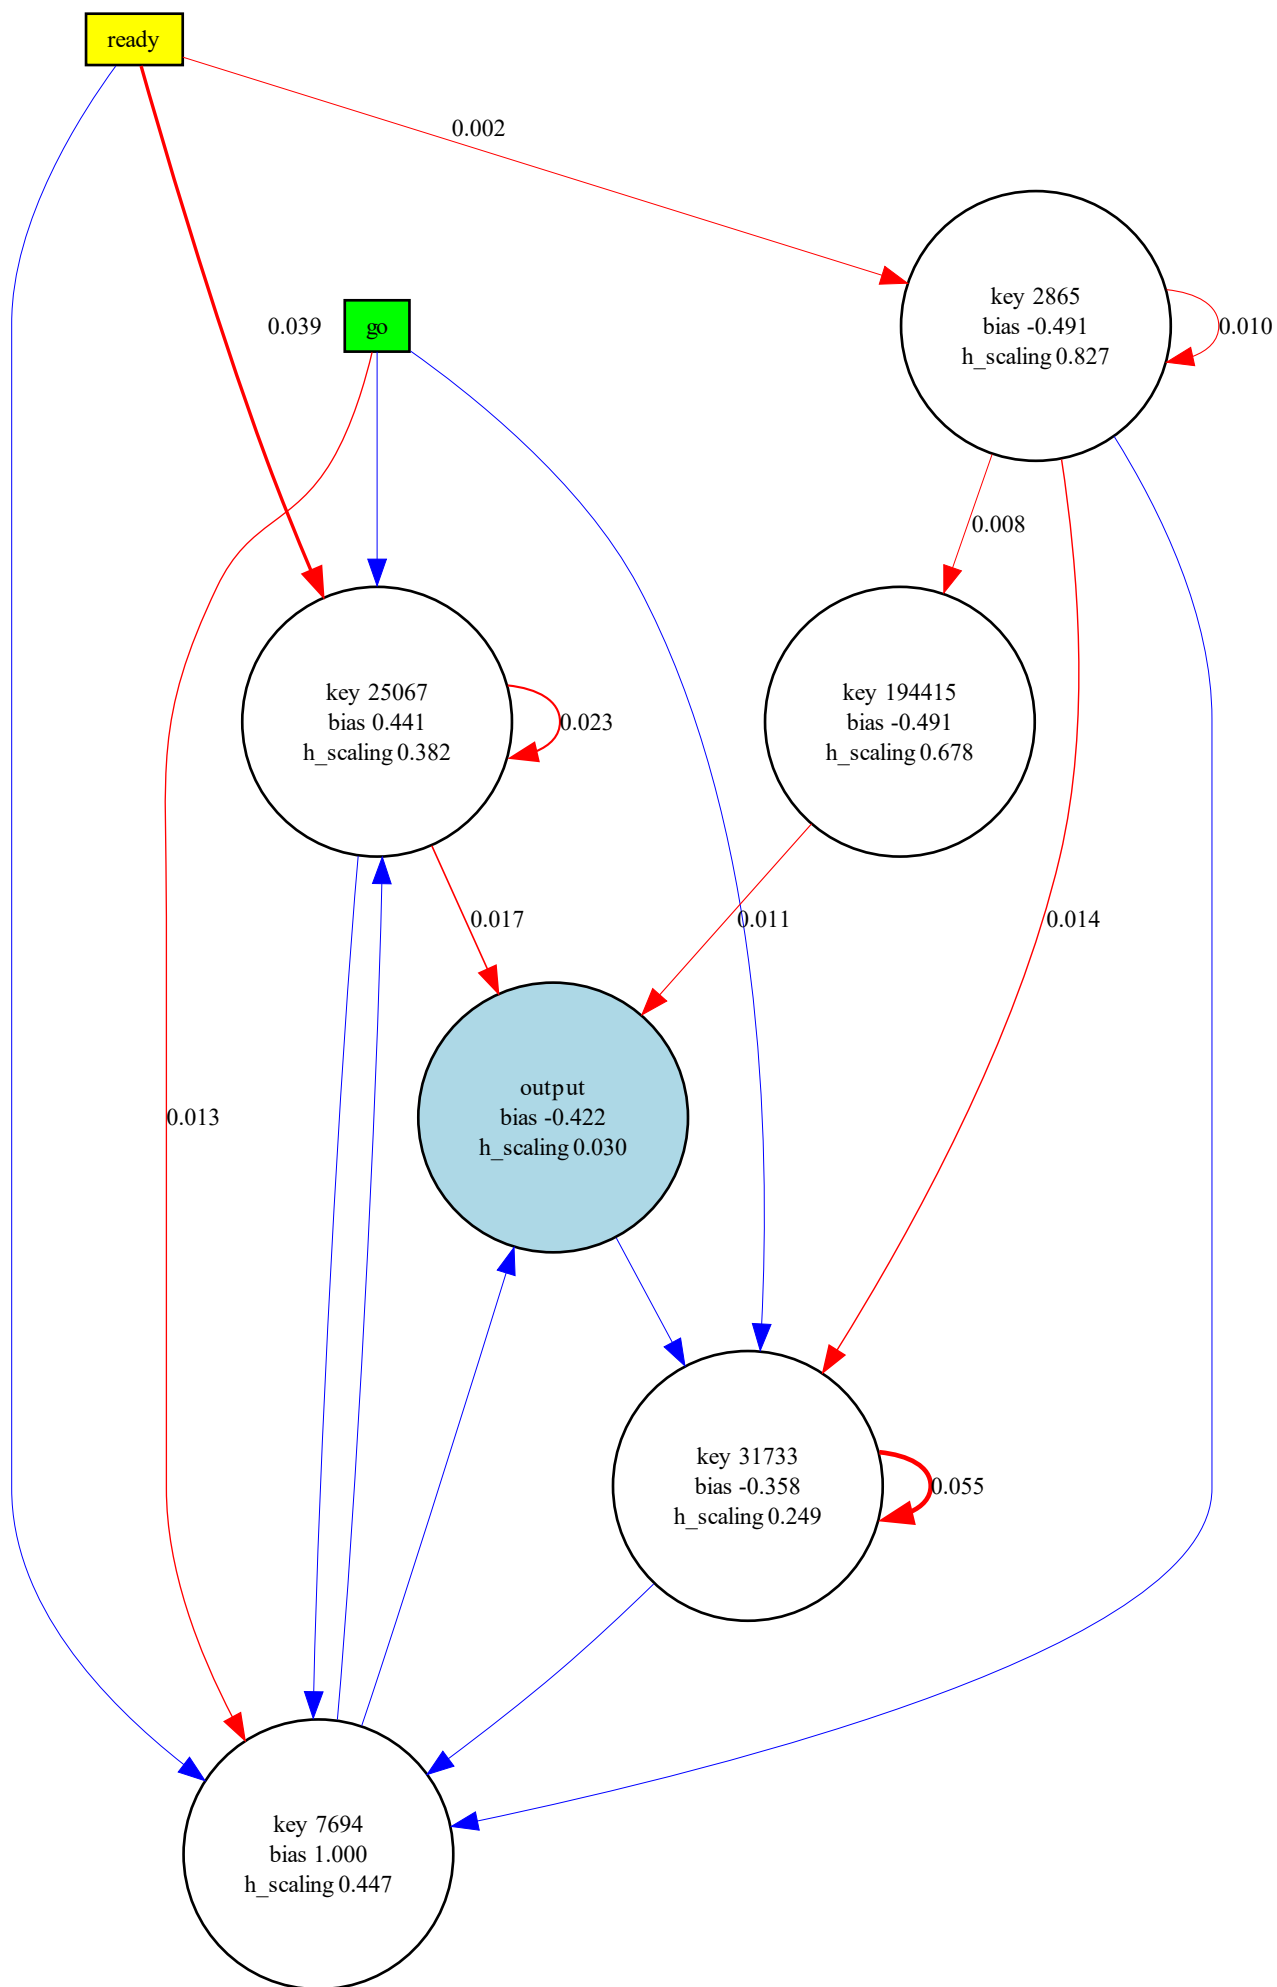 ready
0.002
key 2865
bias -0.491
h_scaling 0.827
0.010
0.039
go
0.008
key 25067
bias 0.441
h_scaling 0.382
0.023
key 194415
bias -0.491
h_scaling 0.678
0.017
0.011
0.014
output
bias -0.422
h_scaling 0.030
0.013
key 31733
bias -0.358
h_scaling 0.249
0.055
key 7694
bias 1.000
h_scaling 0.447